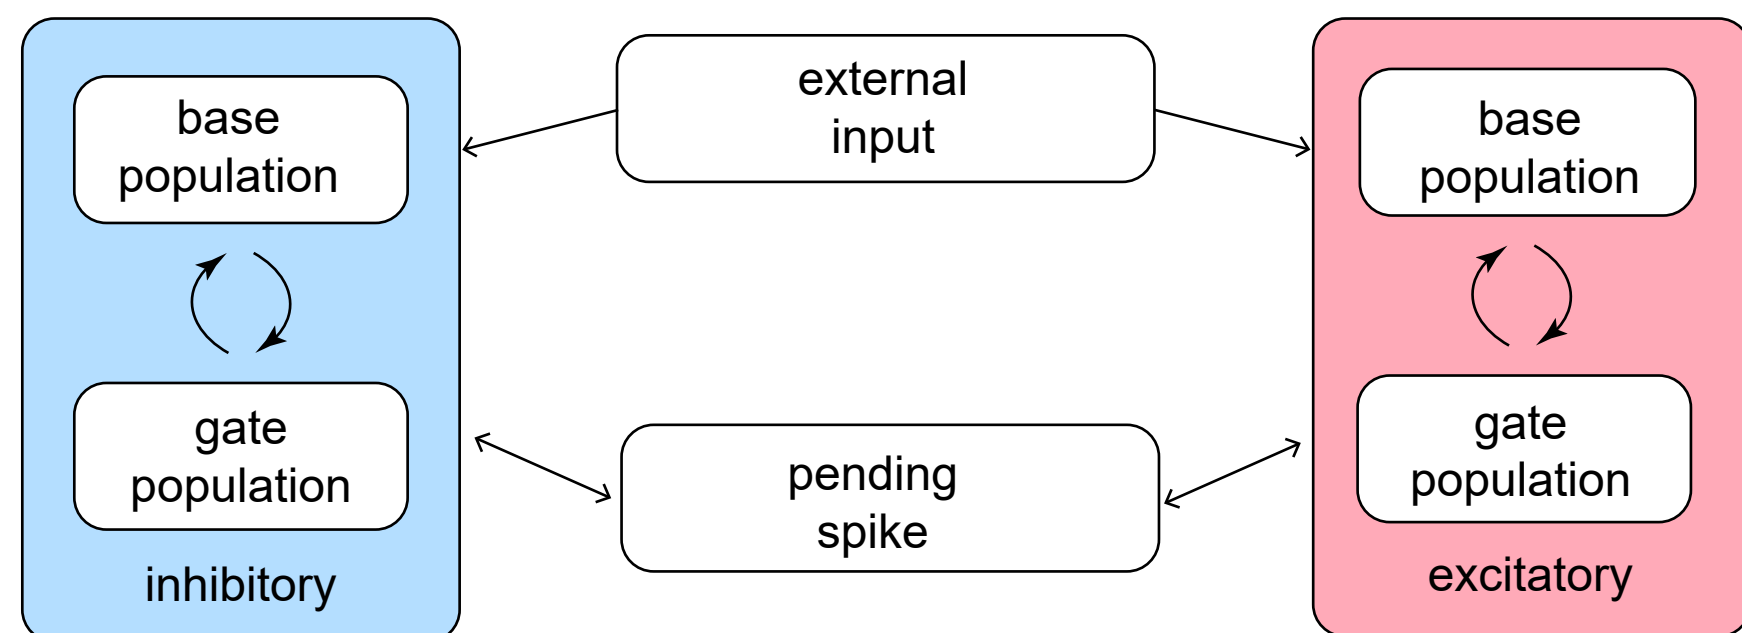 base
population
gate
population
inhibitory
external
input
pending
spike
base
population
gate
population
excitatory